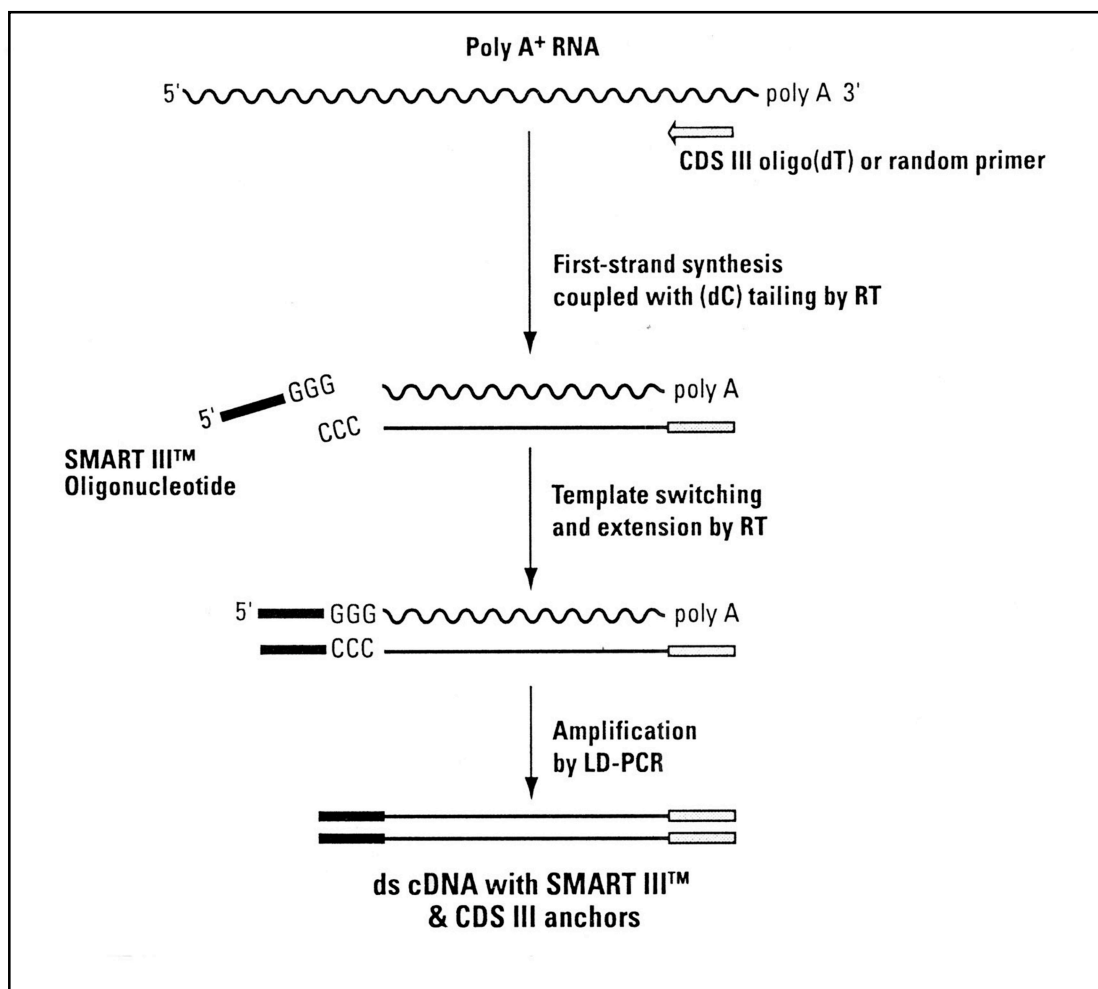 Poly A+ RNA
5' poly A 3'
CDS III oligo(dT) or random primer
First-strand synthesis
coupled with (dC) tailing by RT
GGG poly A
5'
CCC
SMART III™
Oligonucleotide
Template switching
and extension by RT
5' GGG poly A
CCC
Amplification
by LD-PCR
ds cDNA with SMART III™
& CDS III anchors